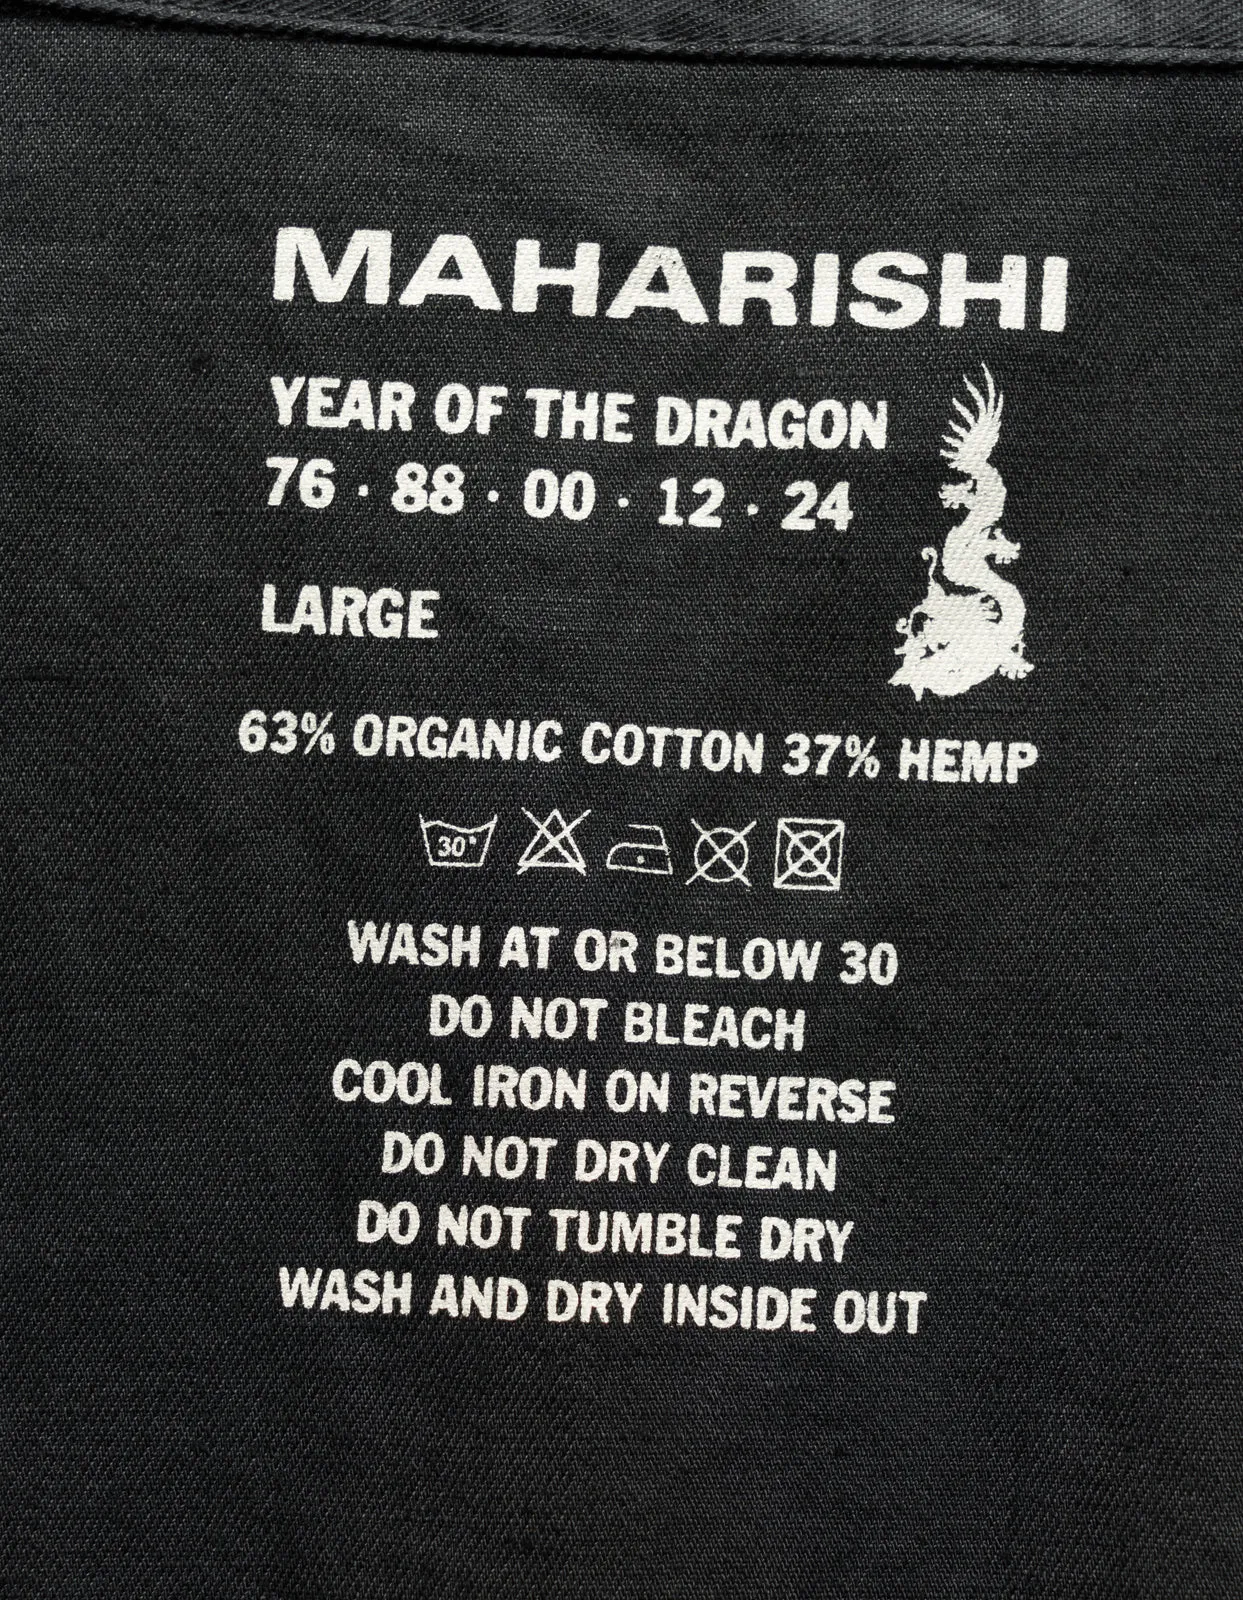 MAHARISHI
YEAR OF THE DRAGON
76 · 88 · 00 · 12 · 24
LARGE
63% ORGANIC COTTON 37% HEMP
30°
WASH AT OR BELOW 30
DO NOT BLEACH
COOL IRON ON REVERSE
DO NOT DRY CLEAN
DO NOT TUMBLE DRY
WASH AND DRY INSIDE OUT